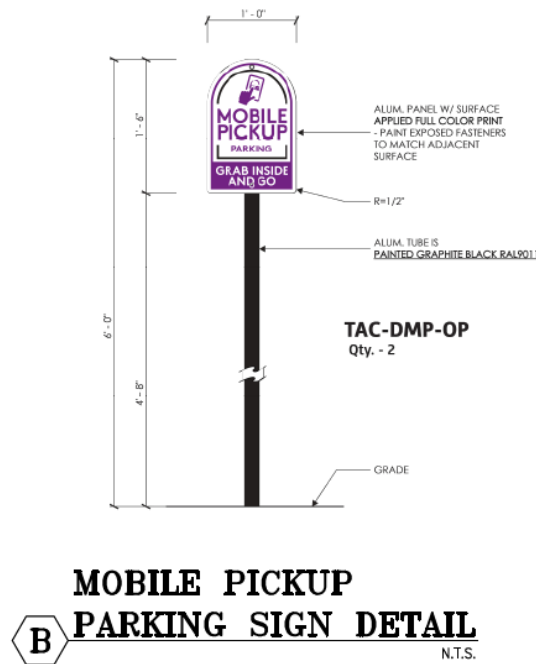 1' - 0"
MOBILE
PICKUP
PARKING
GRAB INSIDE
AND GO
1' - 6"
6' - 0"
4' - 8"
ALUM. PANEL W/ SURFACE
APPLIED FULL COLOR PRINT
- PAINT EXPOSED FASTENERS
TO MATCH ADJACENT
SURFACE
R=1/2"
ALUM. TUBE IS
PAINTED GRAPHITE BLACK RAL9011
TAC-DMP-OP
Qty. - 2
GRADE
MOBILE PICKUP
B PARKING SIGN DETAIL
N.T.S.